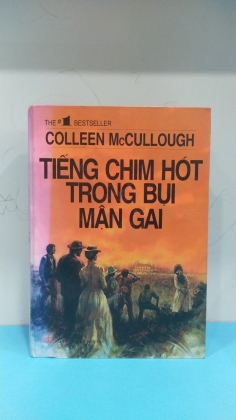 THE #1 BESTSELLER
COLLEEN McCULLOUGH
TIẾNG CHIM HÓT
TRONG BỤI
MẬN GAI